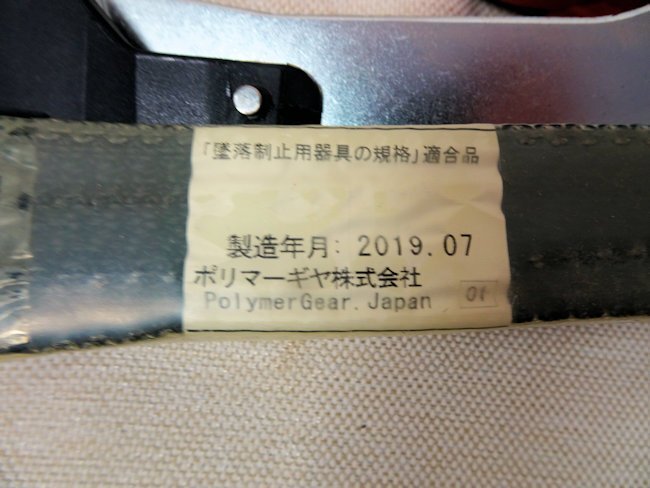 「墜落制止用器具の規格」適合品
製造年月: 2019.07
ポリマーギヤ株式会社
PolymerGear.Japan 01